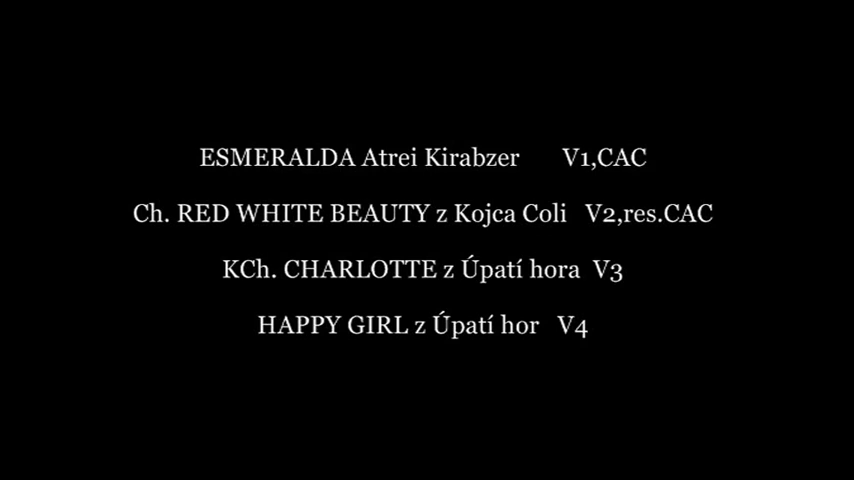 ESMERALDA Atrei Kirabzer V1,CAC
Ch. RED WHITE BEAUTY z Kojca Coli V2,res.CAC
KCh. CHARLOTTE z Úpatí hora V3
HAPPY GIRL z Úpatí hor V4